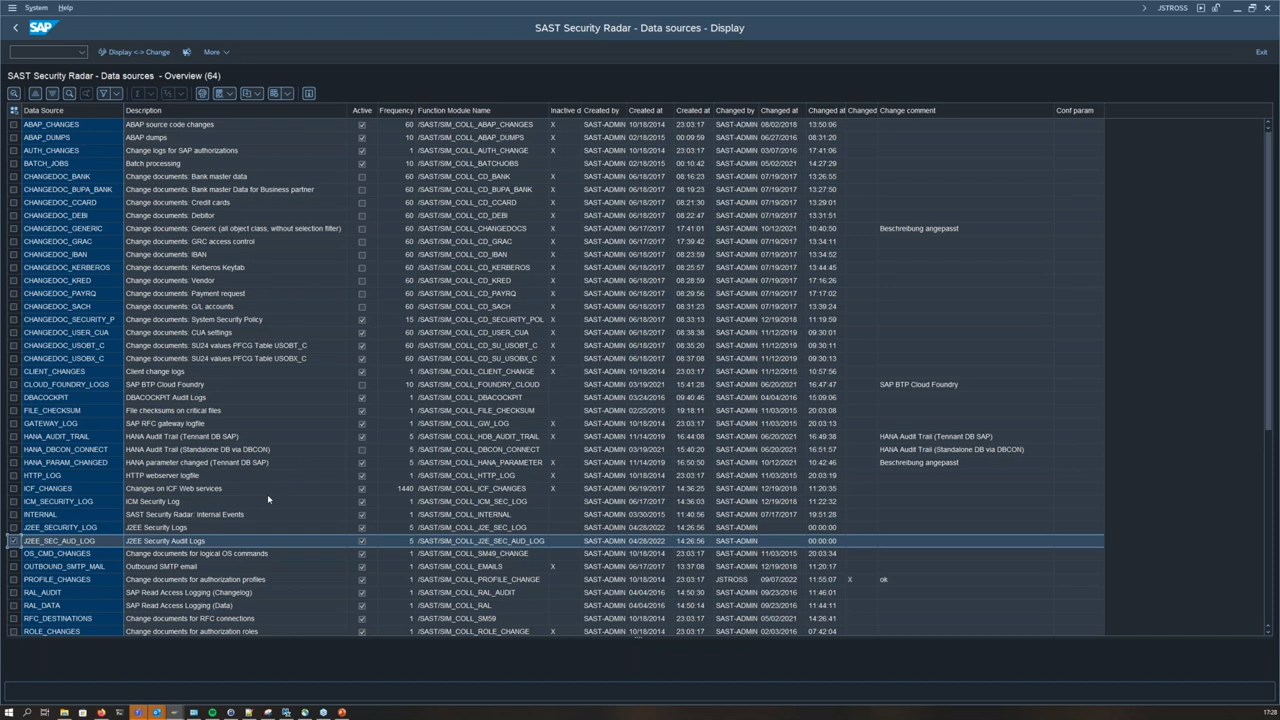 System Help JSTROSS
SAP SAST Security Radar - Data sources - Display
Display <-> Change More Exit
SAST Security Radar - Data sources - Overview (64)
Data Source Description Active Frequency Function Module Name Inactive d Created by Created at Created at Changed by Changed at Changed at Changed Change comment Conf param
ABAP_CHANGES ABAP source code changes 60 /SAST/SIM_COLL_ABAP_CHANGES X SAST-ADMIN 10/18/2014 23:03:17 SAST-ADMIN 08/02/2018 13:50:06
ABAP_DUMPS ABAP dumps 10 /SAST/SIM_COLL_ABAP_DUMPS X SAST-ADMIN 02/18/2015 00:09:59 SAST-ADMIN 06/27/2016 08:31:20
AUTH_CHANGES Change logs for SAP authorizations 1 /SAST/SIM_COLL_AUTH_CHANGE X SAST-ADMIN 10/18/2014 23:03:17 SAST-ADMIN 03/07/2016 17:41:06
BATCH_JOBS Batch processing 10 /SAST/SIM_COLL_BATCHJOBS SAST-ADMIN 02/18/2015 00:10:42 SAST-ADMIN 05/02/2021 14:27:29
CHANGEDOC_BANK Change documents: Bank master data 60 /SAST/SIM_COLL_CD_BANK X SAST-ADMIN 06/18/2017 08:16:23 SAST-ADMIN 07/19/2017 13:26:55
CHANGEDOC_BUPA_BANK Bank master Data for Business partner 60 /SAST/SIM_COLL_CD_BUPA_BANK X SAST-ADMIN 06/18/2017 08:19:23 SAST-ADMIN 07/19/2017 13:27:50
CHANGEDOC_CCARD Change documents: Credit cards 60 /SAST/SIM_COLL_CD_CCARD X SAST-ADMIN 06/18/2017 08:21:30 SAST-ADMIN 07/19/2017 13:29:01
CHANGEDOC_DEBI Change documents: Debitor 60 /SAST/SIM_COLL_CD_DEBI X SAST-ADMIN 06/18/2017 08:22:47 SAST-ADMIN 07/19/2017 13:31:51
CHANGEDOC_GENERIC Change documents: Generic (all object class, without selection filter) 60 /SAST/SIM_COLL_CHANGEDOCS X SAST-ADMIN 06/17/2017 17:41:01 SAST-ADMIN 10/12/2021 10:40:50 Beschreibung angepasst
CHANGEDOC_GRAC Change documents: GRC access control 60 /SAST/SIM_COLL_CD_GRAC X SAST-ADMIN 06/18/2017 17:39:42 SAST-ADMIN 07/19/2017 13:34:11
CHANGEDOC_IBAN Change documents: IBAN 60 /SAST/SIM_COLL_CD_IBAN X SAST-ADMIN 06/18/2017 08:23:59 SAST-ADMIN 07/19/2017 13:34:52
CHANGEDOC_KERBEROS Change documents: Kerberos Keytab 60 /SAST/SIM_COLL_CD_KERBEROS X SAST-ADMIN 06/18/2017 08:25:57 SAST-ADMIN 07/19/2017 13:44:45
CHANGEDOC_KRED Change documents: Vendor 60 /SAST/SIM_COLL_CD_KRED X SAST-ADMIN 06/18/2017 08:28:59 SAST-ADMIN 07/19/2017 17:16:26
CHANGEDOC_PAYRQ Change documents: Payment request 60 /SAST/SIM_COLL_CD_PAYRQ X SAST-ADMIN 06/18/2017 08:29:56 SAST-ADMIN 07/19/2017 17:17:02
CHANGEDOC_SACH Change documents: G/L accounts 60 /SAST/SIM_COLL_CD_SACH X SAST-ADMIN 06/18/2017 08:31:23 SAST-ADMIN 07/19/2017 13:39:24
CHANGEDOC_SECURITY_P Change documents: System Security Policy 15 /SAST/SIM_COLL_SECURITY_POL X SAST-ADMIN 06/18/2017 08:33:13 SAST-ADMIN 12/18/2018 11:19:59
CHANGEDOC_USER_CUA Change documents: CUA settings 60 /SAST/SIM_COLL_CD_USER_CUA X SAST-ADMIN 06/18/2017 08:38:38 SAST-ADMIN 11/12/2019 09:30:01
CHANGEDOC_USOBT_C Change documents: SU24 values PFCG Table USOBT_C 60 /SAST/SIM_COLL_CD_SU_USOBT_C X SAST-ADMIN 06/18/2017 08:35:20 SAST-ADMIN 11/12/2019 09:30:11
CHANGEDOC_USOBX_C Change documents: SU24 values PFCG Table USOBX_C 60 /SAST/SIM_COLL_CD_SU_USOBX_C X SAST-ADMIN 06/18/2017 08:37:08 SAST-ADMIN 11/12/2019 09:30:13
CLIENT_CHANGES Client change logs 1 /SAST/SIM_COLL_CLIENT_CHANGE X SAST-ADMIN 10/18/2014 23:03:17 SAST-ADMIN 11/12/2015 10:57:56
CLOUD_FOUNDRY_LOGS SAP BTP Cloud Foundry 10 /SAST/SIM_COLL_FOUNDRY_CLOUD SAST-ADMIN 03/19/2021 15:41:28 SAST-ADMIN 06/20/2021 16:47:47 SAP BTP Cloud Foundry
DBACOCKPIT DBACOCKPIT Audit Logs 1 /SAST/SIM_COLL_DBACOCKPIT SAST-ADMIN 03/24/2016 09:40:46 SAST-ADMIN 04/04/2016 15:09:06
FILE_CHECKSUM File checksums on critical files 1 /SAST/SIM_COLL_FILE_CHECKSUM SAST-ADMIN 02/25/2015 19:18:11 SAST-ADMIN 11/03/2015 20:03:08
GATEWAY_LOG SAP RFC gateway logfile 1 /SAST/SIM_COLL_GW_LOG X SAST-ADMIN 10/18/2014 23:03:17 SAST-ADMIN 11/03/2015 20:03:13
HANA_AUDIT_TRAIL HANA Audit Trail (Tennant DB SAP) 5 /SAST/SIM_COLL_HDB_AUDIT_TRAIL X SAST-ADMIN 11/14/2019 16:44:08 SAST-ADMIN 06/20/2021 16:49:38 HANA Audit Trail (Tennant DB SAP)
HANA_DBCON_CONNECT HANA Audit Trail (Standalone DB via DBCON) 5 /SAST/SIM_COLL_DBCON_CONNECT SAST-ADMIN 03/19/2021 15:40:21 SAST-ADMIN 06/20/2021 16:51:57 HANA Audit Trail (Standalone DB via DBCON)
HANA_PARAM_CHANGED HANA parameter changed (Tennant DB SAP) 5 /SAST/SIM_COLL_HANA_PARAMETER X SAST-ADMIN 11/14/2019 16:50:50 SAST-ADMIN 10/12/2021 10:42:46 Beschreibung angepasst
HTTP_LOG HTTP webserver logfile 1 /SAST/SIM_COLL_HTTP_LOG X SAST-ADMIN 10/18/2014 23:03:17 SAST-ADMIN 11/03/2015 20:03:19
ICF_CHANGES Changes on ICF Web services 1440 /SAST/SIM_COLL_ICF_CHANGES X SAST-ADMIN 06/17/2017 14:36:25 SAST-ADMIN 12/19/2018 11:20:35
ICM_SECURITY_LOG ICM Security Log 1 /SAST/SIM_COLL_ICM_SEC_LOG SAST-ADMIN 06/17/2017 14:36:03 SAST-ADMIN 12/19/2018 11:22:32
INTERNAL SAST Security Radar: Internal Events 1 SAST-ADMIN 03/30/2015 11:40:56 SAST-ADMIN 07/17/2017 19:51:28
J2EE_SECURITY_LOG J2EE Security Logs 5 /SAST/SIM_COLL_J2E_SEC_LOG SAST-ADMIN 04/28/2022 14:26:56 SAST-ADMIN 00:00:00
J2EE_SEC_AUD_LOG J2EE Security Audit Logs 5 /SAST/SIM_COLL_J2E_SEC_AUD_LOG SAST-ADMIN 04/28/2022 14:26:56 SAST-ADMIN 00:00:00
OS_CMD_CHANGES Change documents for logical OS commands 1 /SAST/SIM_COLL_SM49_CHANGE SAST-ADMIN 10/18/2014 23:03:17 SAST-ADMIN 11/03/2015 20:03:34
OUTBOUND_SMTP_MAIL Outbound SMTP email 1 /SAST/SIM_COLL_EMAILS X SAST-ADMIN 06/17/2017 13:37:08 SAST-ADMIN 12/19/2018 11:20:17
PROFILE_CHANGES Change documents for authorization profiles 1 /SAST/SIM_COLL_PROFILE_CHANGE SAST-ADMIN 10/18/2014 23:03:17 JSTROSS 09/07/2022 11:55:07 X ok
RAL_AUDIT SAP Read Access Logging (Changelog) 1 /SAST/SIM_COLL_RAL_AUDIT SAST-ADMIN 04/04/2016 14:50:30 SAST-ADMIN 09/23/2016 11:46:01
RAL_DATA SAP Read Access Logging (Data) 1 /SAST/SIM_COLL_RAL SAST-ADMIN 04/04/2016 14:50:14 SAST-ADMIN 09/23/2016 11:44:11
RFC_DESTINATIONS Change documents for RFC connections 1 /SAST/SIM_COLL_SM59 SAST-ADMIN 10/18/2014 23:03:17 SAST-ADMIN 05/02/2021 14:26:41
ROLE_CHANGES Change documents for authorization roles 1 /SAST/SIM_COLL_ROLE_CHANGE X SAST-ADMIN 10/18/2014 23:03:17 SAST-ADMIN 02/03/2016 07:42:04
17:28